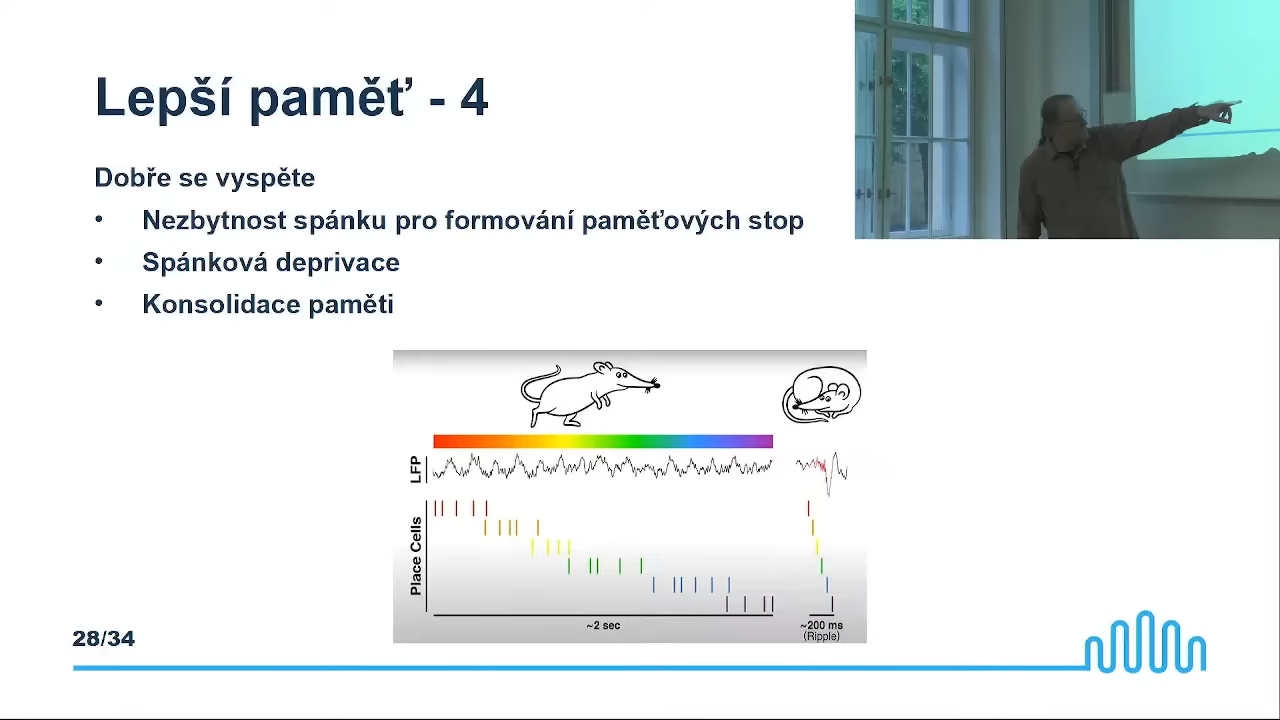 Lepší paměť - 4
Dobře se vyspěte
• Nezbytnost spánku pro formování paměťových stop
• Spánková deprivace
• Konsolidace paměti
LFP
Place Cells
~2 sec
~200 ms
(Ripple)
28/34